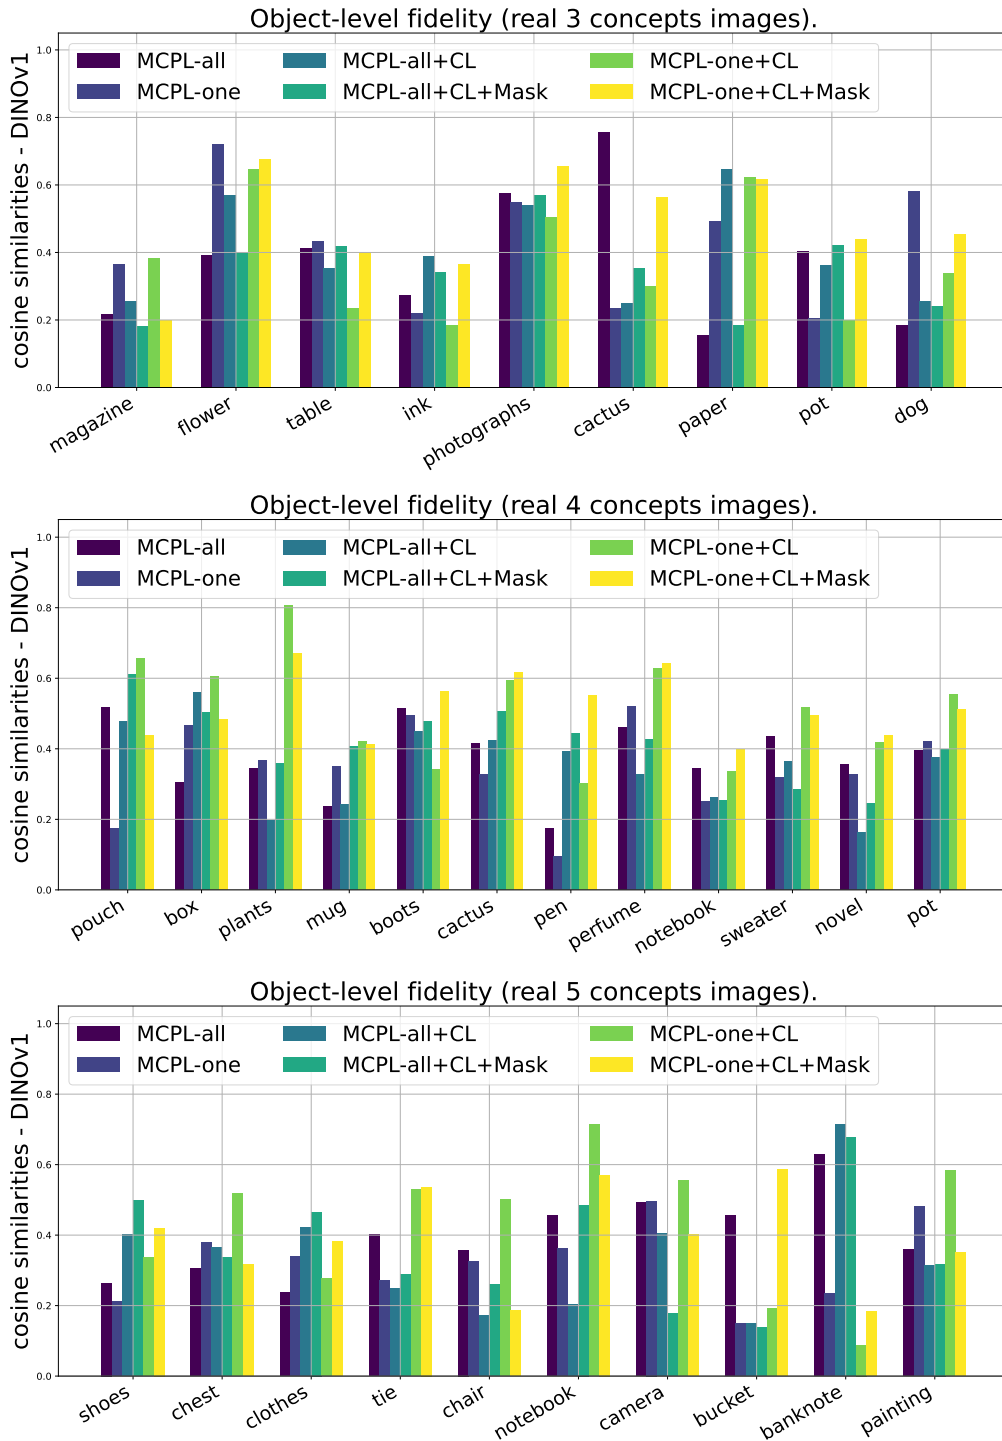 Object-level fidelity (real 3 concepts images).
cosine similarities - DINOv1
1.0
0.8
0.6
0.4
0.2
0.0
MCPL-all
MCPL-one
MCPL-all+CL
MCPL-all+CL+Mask
MCPL-one+CL
MCPL-one+CL+Mask
magazine
flower
table
ink
photographs
cactus
paper
pot
dog
Object-level fidelity (real 4 concepts images).
cosine similarities - DINOv1
1.0
0.8
0.6
0.4
0.2
0.0
MCPL-all
MCPL-one
MCPL-all+CL
MCPL-all+CL+Mask
MCPL-one+CL
MCPL-one+CL+Mask
pouch
box
plants
mug
boots
cactus
pen
perfume
notebook
sweater
novel
pot
Object-level fidelity (real 5 concepts images).
cosine similarities - DINOv1
1.0
0.8
0.6
0.4
0.2
0.0
MCPL-all
MCPL-one
MCPL-all+CL
MCPL-all+CL+Mask
MCPL-one+CL
MCPL-one+CL+Mask
shoes
chest
clothes
tie
chair
notebook
camera
bucket
banknote
painting